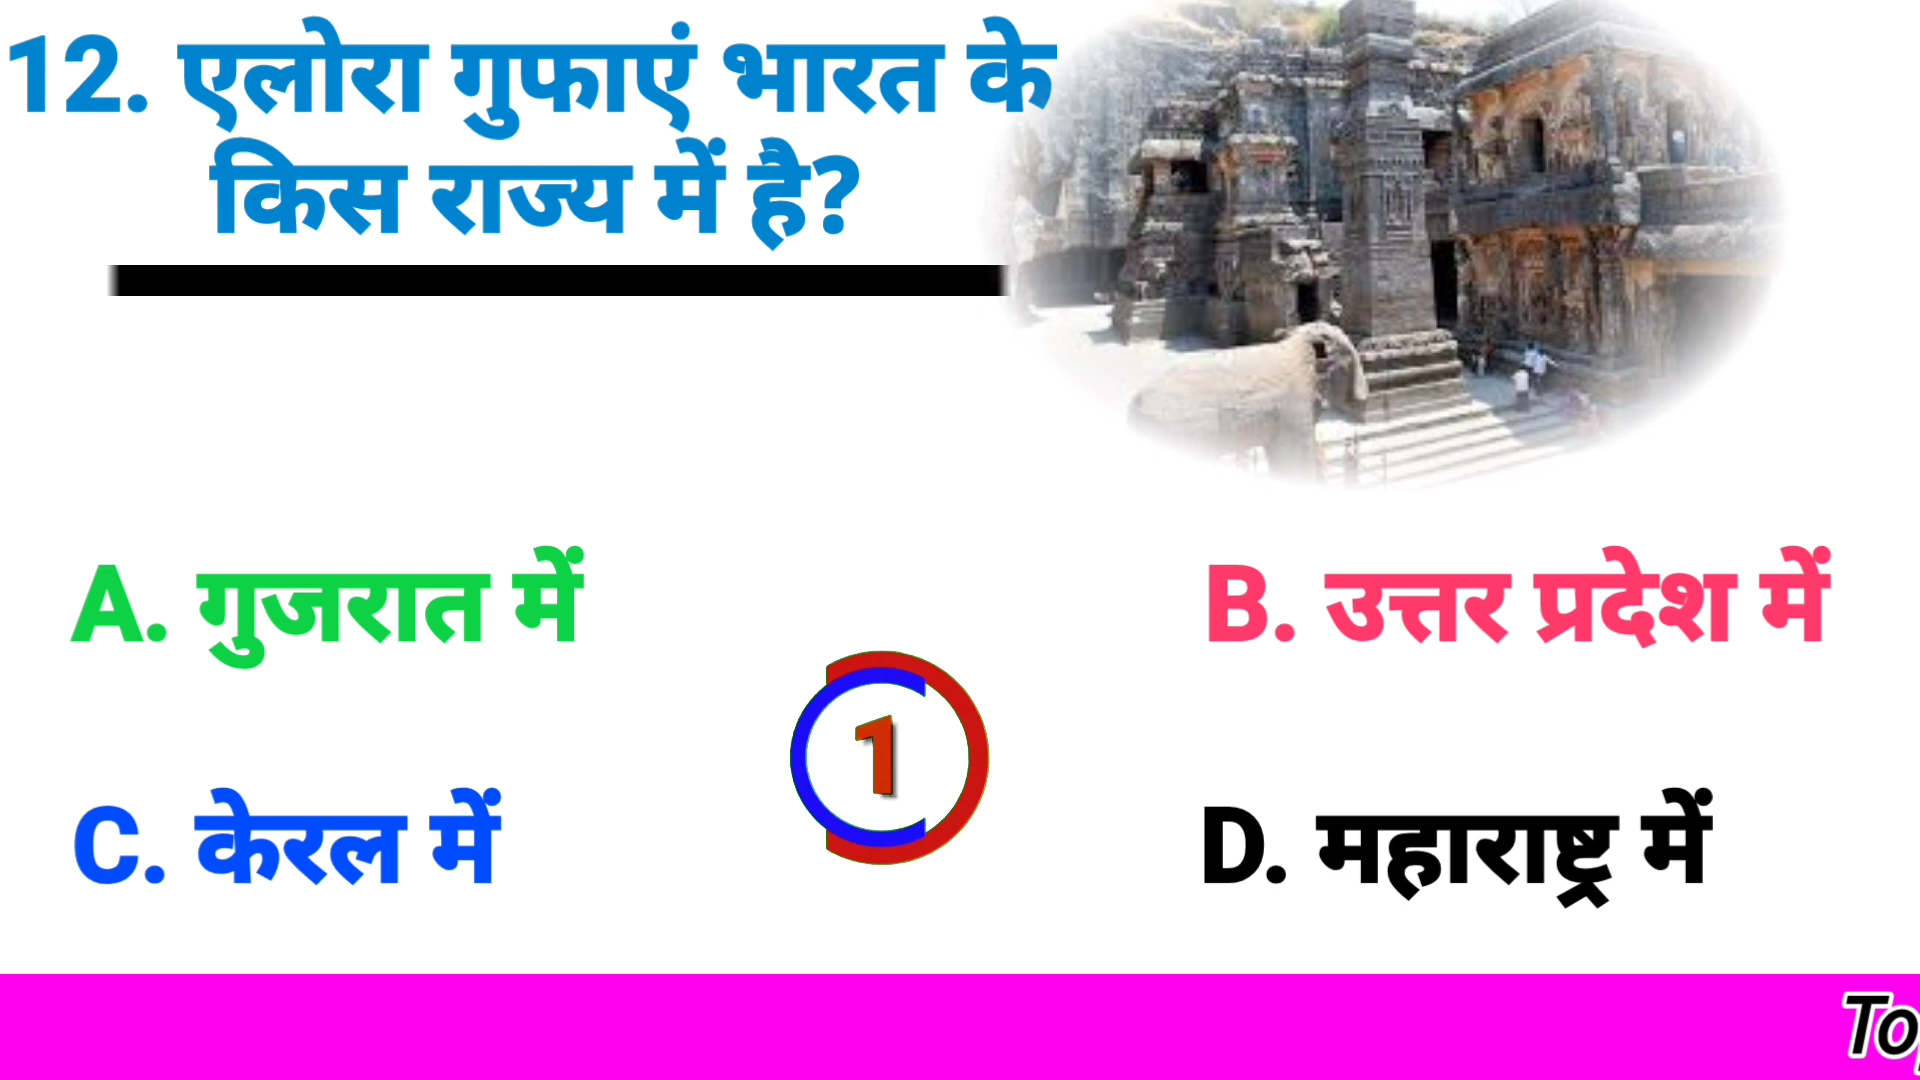 12. एलोरा गुफाएं भारत के
किस राज्य में है?
A. गुजरात में
B. उत्तर प्रदेश में
1
C. केरल में
D. महाराष्ट्र में